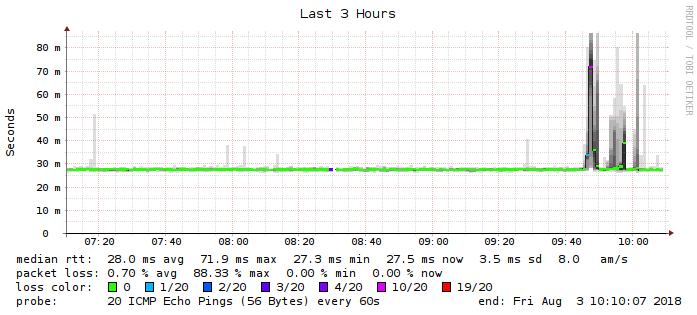 Last 3 Hours
RRDTOOL / TOBI OETIKER
Seconds
80 m
70 m
60 m
50 m
40 m
30 m
20 m
10 m
0
07:20 07:40 08:00 08:20 08:40 09:00 09:20 09:40 10:00
median rtt: 28.0 ms avg 71.9 ms max 27.3 ms min 27.5 ms now 3.5 ms sd 8.0 am/s
packet loss: 0.70 % avg 88.33 % max 0.00 % min 0.00 % now
loss color: 0 1/20 2/20 3/20 4/20 10/20 19/20
probe: 20 ICMP Echo Pings (56 Bytes) every 60s end: Fri Aug 3 10:10:07 2018